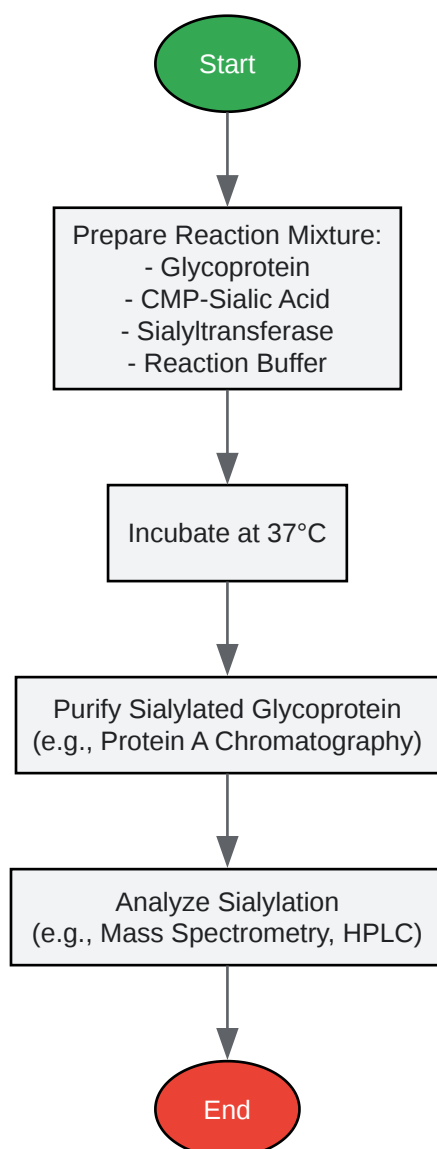 Start
Prepare Reaction Mixture:
- Glycoprotein
- CMP-Sialic Acid
- Sialyltransferase
- Reaction Buffer
Incubate at 37°C
Purify Sialylated Glycoprotein
(e.g., Protein A Chromatography)
Analyze Sialylation
(e.g., Mass Spectrometry, HPLC)
End